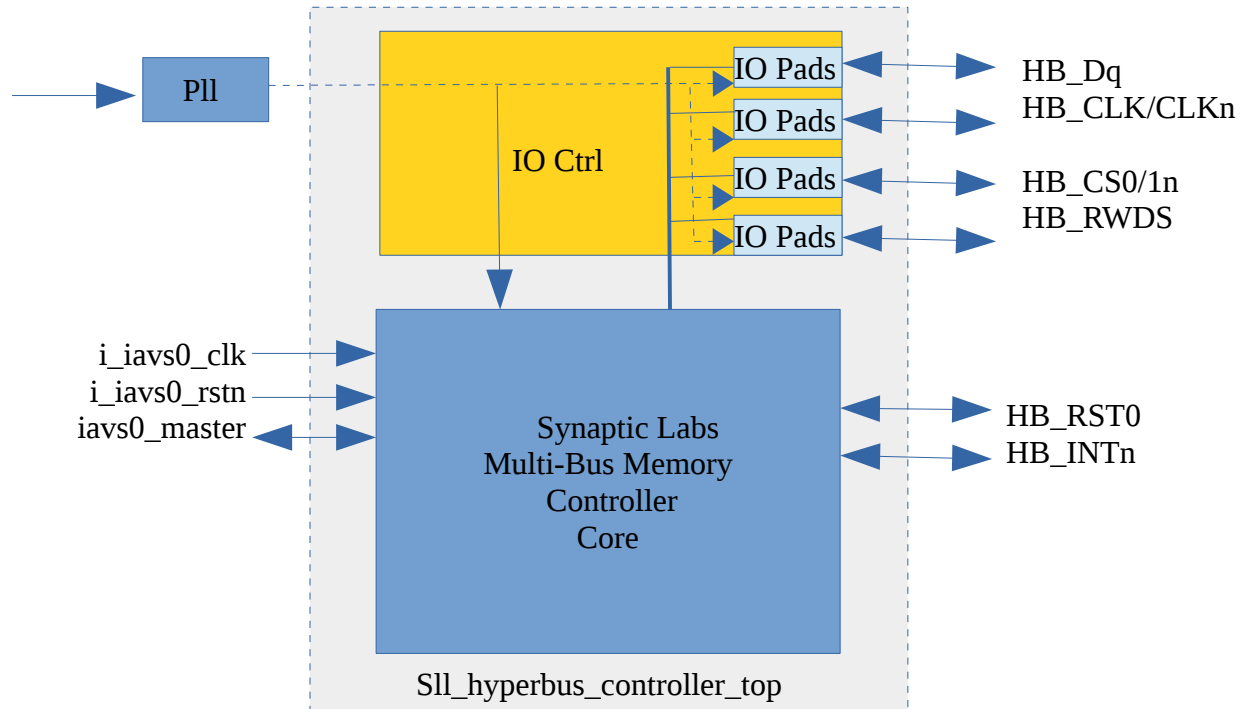 Pll
IO Ctrl
IO Pads
IO Pads
IO Pads
IO Pads
HB_Dq
HB_CLK/CLKn
HB_CS0/1n
HB_RWDS
i_iavs0_clk
i_iavs0_rstn
iavs0_master
Synaptic Labs
Multi-Bus Memory
Controller
Core
HB_RST0
HB_INTn
Sll_hyperbus_controller_top